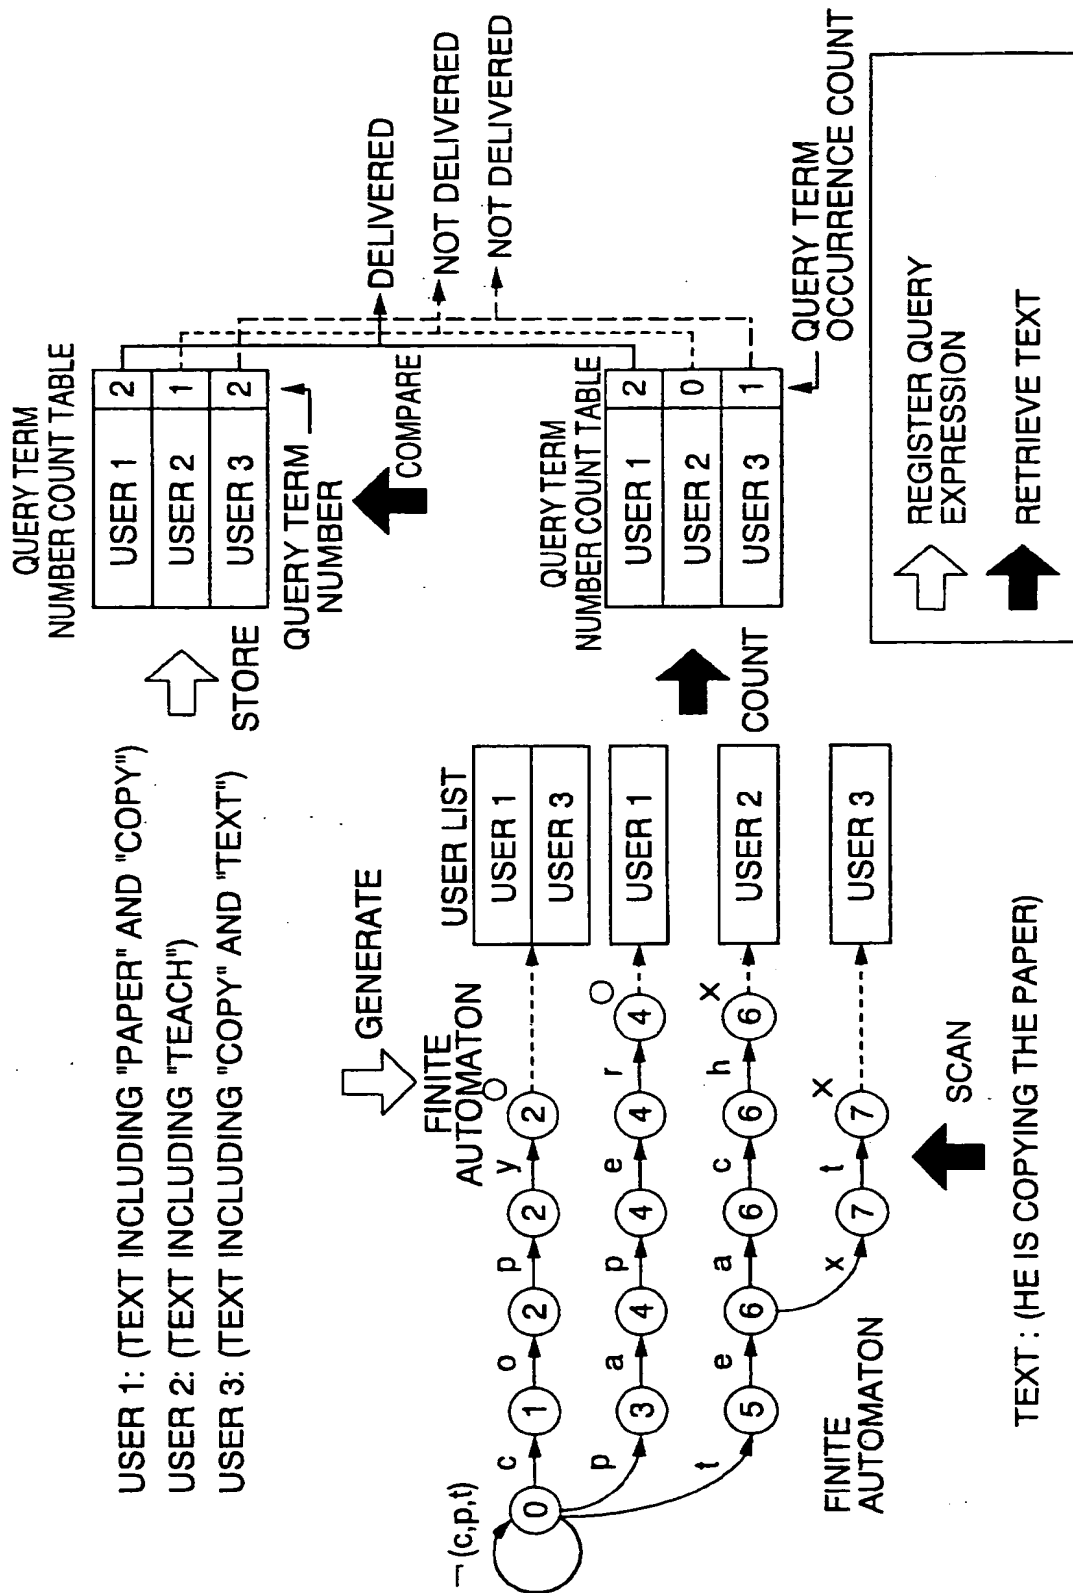 USER 1: (TEXT INCLUDING "PAPER" AND "COPY")
USER 2: (TEXT INCLUDING "TEACH")
USER 3: (TEXT INCLUDING "COPY" AND "TEXT")
STORE
QUERY TERM
NUMBER COUNT TABLE
USER 1 2
USER 2 1
USER 3 2
QUERY TERM
NUMBER
COMPARE
DELIVERED
NOT DELIVERED
NOT DELIVERED
GENERATE
FINITE
AUTOMATON
USER LIST
¬ (c,p,t)
0 c 1 o 2 p 2 y 2
USER 1
USER 3
p 3 a 4 p 4 e 4 r 4
USER 1
t 5 e 6 a 6 c 6 h 6 X
USER 2
x 7 t 7 X
USER 3
COUNT
QUERY TERM
NUMBER COUNT TABLE
USER 1 2
USER 2 0
USER 3 1
QUERY TERM
OCCURRENCE COUNT
FINITE
AUTOMATON
SCAN
TEXT : (HE IS COPYING THE PAPER)
REGISTER QUERY
EXPRESSION
RETRIEVE TEXT